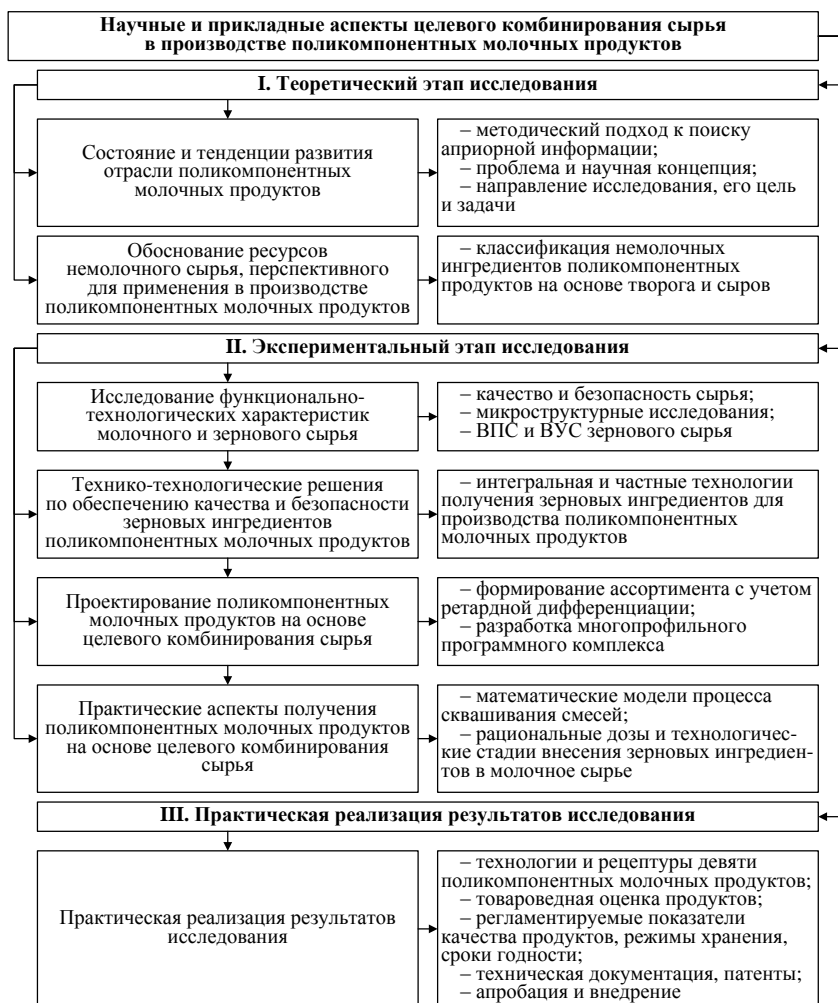 Научные и прикладные аспекты целевого комбинирования сырья
в производстве поликомпонентных молочных продуктов
I. Теоретический этап исследования
Состояние и тенденции развития
отрасли поликомпонентных
молочных продуктов
– методический подход к поиску
априорной информации;
– проблема и научная концепция;
– направление исследования, его цель
и задачи
Обоснование ресурсов
немолочного сырья, перспективного
для применения в производстве
поликомпонентных молочных продуктов
– классификация немолочных
ингредиентов поликомпонентных
продуктов на основе творога и сыров
II. Экспериментальный этап исследования
Исследование функционально-
технологических характеристик
молочного и зернового сырья
– качество и безопасность сырья;
– микроструктурные исследования;
– ВПС и ВУС зернового сырья
Технико-технологические решения
по обеспечению качества и безопасности
зерновых ингредиентов
поликомпонентных молочных продуктов
– интегральная и частные технологии
получения зерновых ингредиентов для
производства поликомпонентных
молочных продуктов
Проектирование поликомпонентных
молочных продуктов на основе
целевого комбинирования сырья
– формирование ассортимента с учетом
ретардной дифференциации;
– разработка многопрофильного
программного комплекса
Практические аспекты получения
поликомпонентных молочных продуктов
на основе целевого комбинирования
сырья
– математические модели процесса
сквашивания смесей;
– рациональные дозы и технологичес-
кие стадии внесения зерновых ингредиен-
тов в молочное сырье
III. Практическая реализация результатов исследования
Практическая реализация результатов
исследования
– технологии и рецептуры девяти
поликомпонентных молочных продуктов;
– товароведная оценка продуктов;
– регламентируемые показатели
качества продуктов, режимы хранения,
сроки годности;
– техническая документация, патенты;
– апробация и внедрение